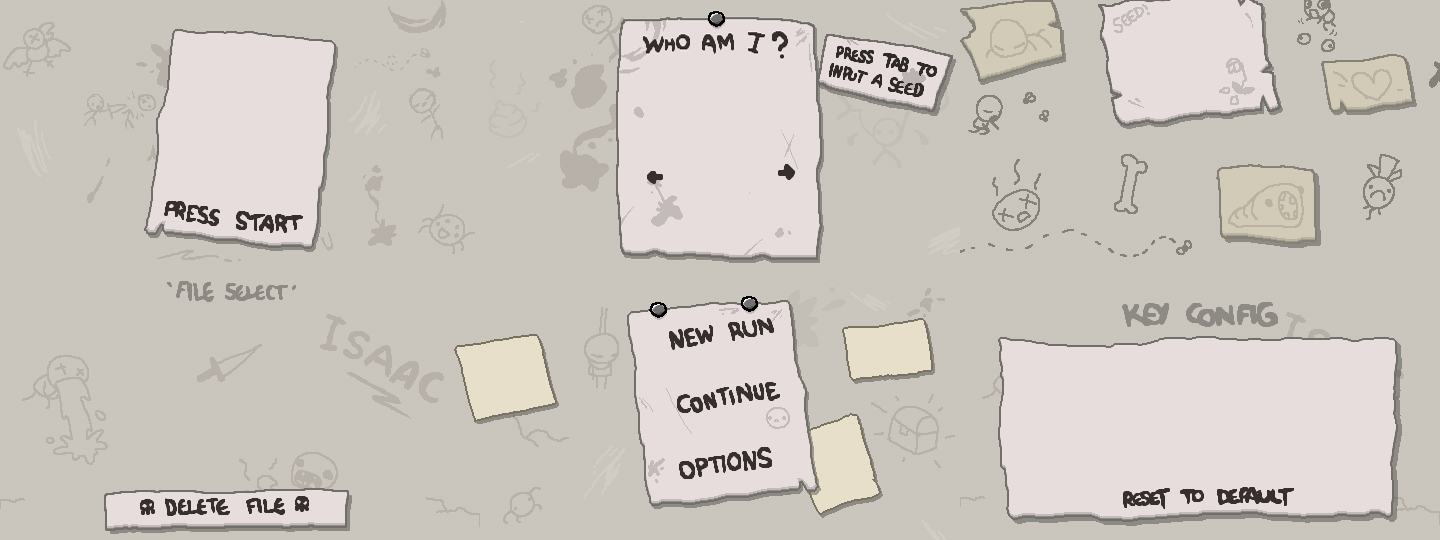 PRESS START
WHO AM I?
PRESS TAB TO
INPUT A SEED
SEED!
'FILE SELECT'
ISAAC
DELETE FILE
NEW RUN
CONTINUE
OPTIONS
KEY CONFIG
RESET TO DEFAULT